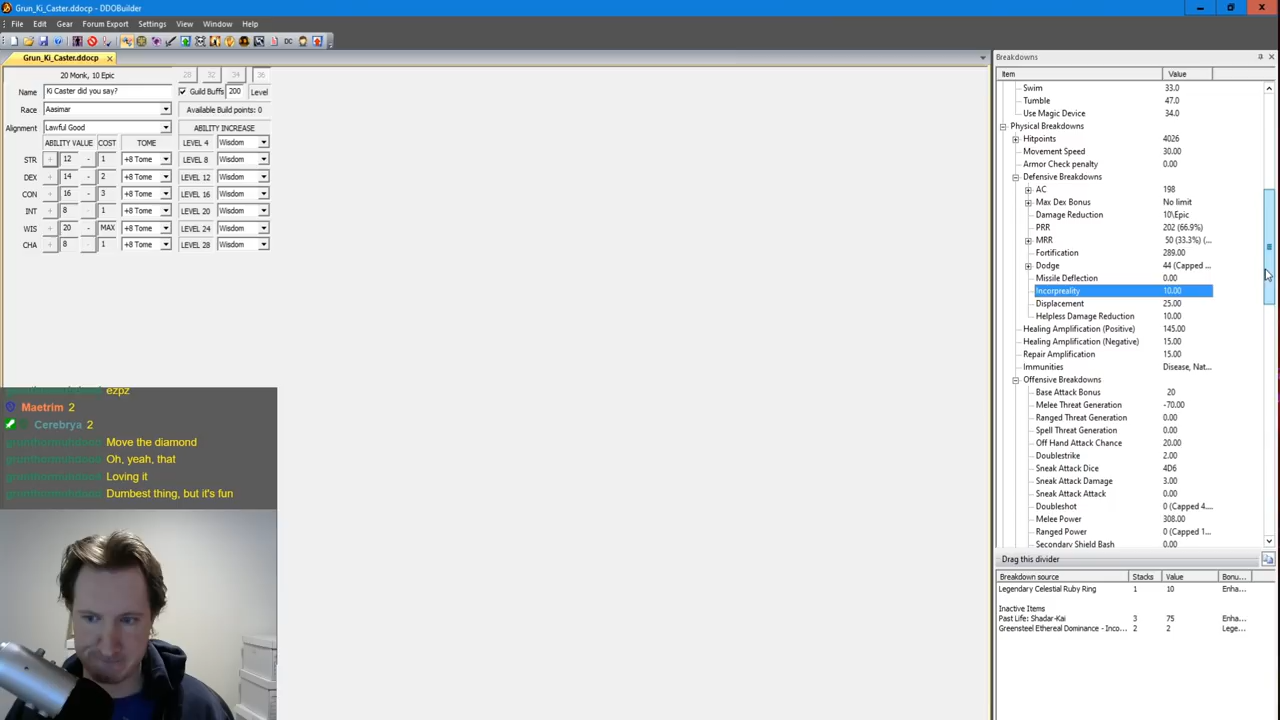 Grun_Ki_Caster.ddocp - DDOBuilder
File Edit Gear Forum Export Settings View Window Help
Grun_Ki_Caster.ddocp
20 Monk, 10 Epic 28 32 34 36
Name Ki Caster did you say? Guild Buffs 200 Level
Race Aasimar Available Build points: 0
Alignment Lawful Good ABILITY INCREASE
ABILITY VALUE COST TOME LEVEL 4 Wisdom
STR + 12 - 1 +8 Tome LEVEL 8 Wisdom
DEX + 14 - 2 +8 Tome LEVEL 12 Wisdom
CON + 16 - 3 +8 Tome LEVEL 16 Wisdom
INT + 8 - 1 +8 Tome LEVEL 20 Wisdom
WIS + 20 - MAX +8 Tome LEVEL 24 Wisdom
CHA + 8 - 1 +8 Tome LEVEL 28 Wisdom
ezpz
Maetrim 2
Cerebrya 2
Move the diamond
Oh, yeah, that
Loving it
Dumbest thing, but it's fun
Breakdowns
Item Value
Swim 33.0
Tumble 47.0
Use Magic Device 34.0
Physical Breakdowns
Hitpoints 4026
Movement Speed 30.00
Armor Check penalty 0.00
Defensive Breakdowns
AC 198
Max Dex Bonus No limit
Damage Reduction 10\Epic
PRR 202 (66.9%)
MRR 50 (33.3%) (...
Fortification 289.00
Dodge 44 (Capped ...
Missile Deflection 0.00
Incorpreality 10.00
Displacement 25.00
Helpless Damage Reduction 10.00
Healing Amplification (Positive) 145.00
Healing Amplification (Negative) 15.00
Repair Amplification 15.00
Immunities Disease, Nat...
Offensive Breakdowns
Base Attack Bonus 20
Melee Threat Generation -70.00
Ranged Threat Generation 0.00
Spell Threat Generation 0.00
Off Hand Attack Chance 20.00
Doublestrike 2.00
Sneak Attack Dice 4D6
Sneak Attack Damage 3.00
Sneak Attack Attack 0.00
Doubleshot 0 (Capped 4....
Melee Power 308.00
Ranged Power 0 (Capped 1...
Secondary Shield Bash 0.00
Drag this divider
Breakdown source Stacks Value Bonu...
Legendary Celestial Ruby Ring 1 10 Enha...
Inactive Items
Past Life: Shadar-Kai 3 75 Enha...
Greensteel Ethereal Dominance - Inco... 2 2 Lege...